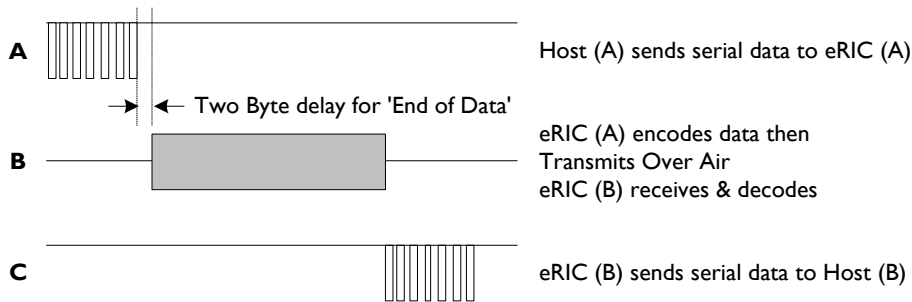 A
Host (A) sends serial data to eRIC (A)
Two Byte delay for 'End of Data'
B
eRIC (A) encodes data then
Transmits Over Air
eRIC (B) receives & decodes
C
eRIC (B) sends serial data to Host (B)